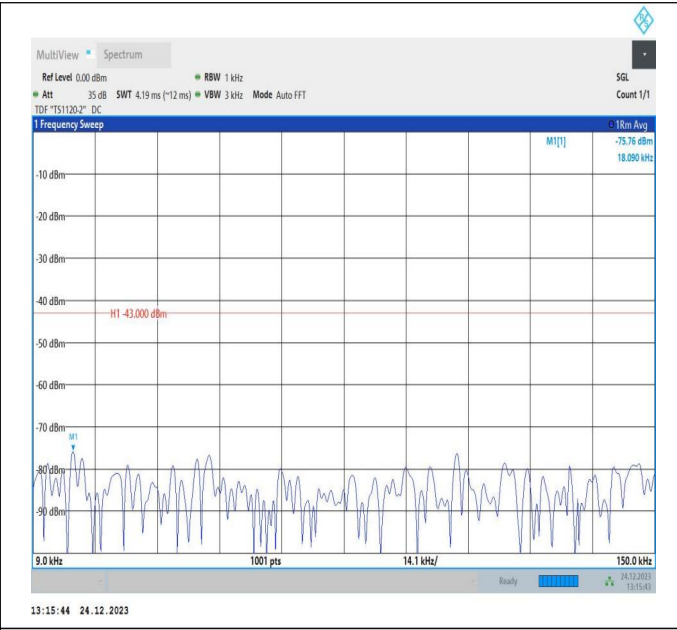 R&S
MultiView Spectrum
Ref Level 0.00 dBm RBW 1 kHz SGL
Att 35 dB SWT 4.19 ms (~12 ms) VBW 3 kHz Mode Auto FFT Count 1/1
TDF "TS1120-2" DC
1 Frequency Sweep 1Rm Avg
M1[1] -75.76 dBm
18.090 kHz
-10 dBm
-20 dBm
-30 dBm
-40 dBm
H1 -43.000 dBm
-50 dBm
-60 dBm
-70 dBm
M1
-80 dBm
-90 dBm
9.0 kHz 1001 pts 14.1 kHz/ 150.0 kHz
Ready 24.12.2023
13:15:43
13:15:44 24.12.2023